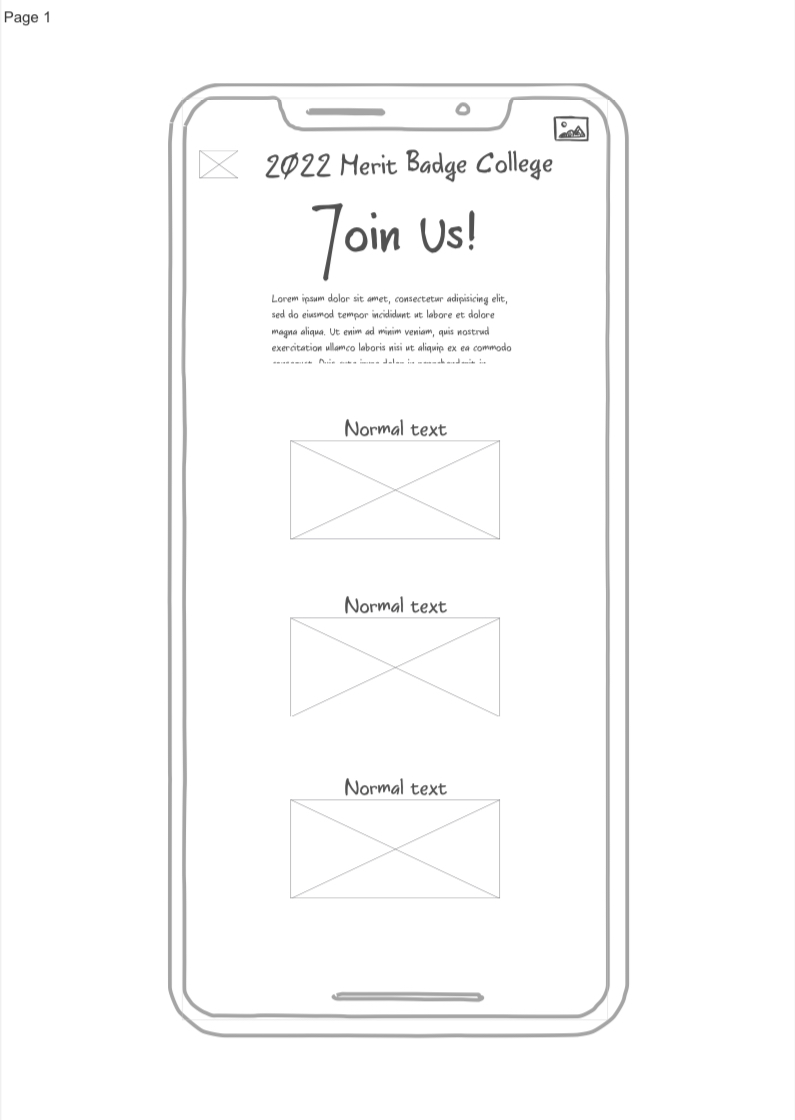 Page 1
2022 Merit Badge College
Join Us!
Lorem ipsum dolor sit amet, consectetur adipisicing elit,
sed do eiusmod tempor incididunt ut labore et dolore
magna aliqua. Ut enim ad minim veniam, quis nostrud
exercitation ullamco laboris nisi ut aliquip ex ea commodo
Normal text
Normal text
Normal text